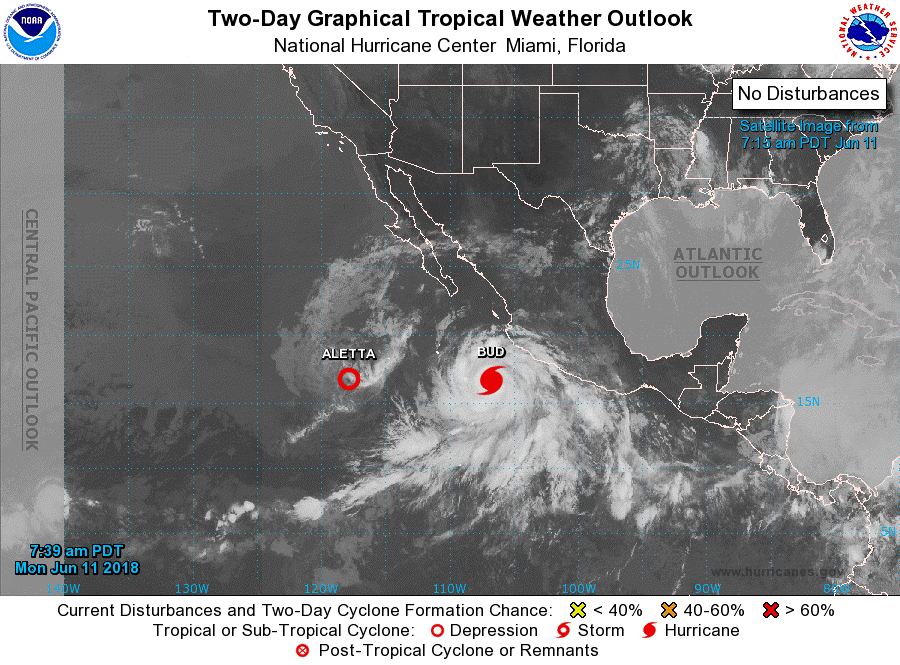 Two-Day Graphical Tropical Weather Outlook
National Hurricane Center  Miami, Florida
NOAA
No Disturbances
Satellite Image from
7:15 am PDT Jun 11
CENTRAL PACIFIC OUTLOOK
ATLANTIC
OUTLOOK
25N
ALETTA
BUD
15N
5N
7:39 am PDT
Mon Jun 11 2018
www.hurricanes.gov
140W 130W 120W 110W 100W 90W 80W
Current Disturbances and Two-Day Cyclone Formation Chance: < 40% 40-60% > 60%
Tropical or Sub-Tropical Cyclone: Depression Storm Hurricane
Post-Tropical Cyclone or Remnants